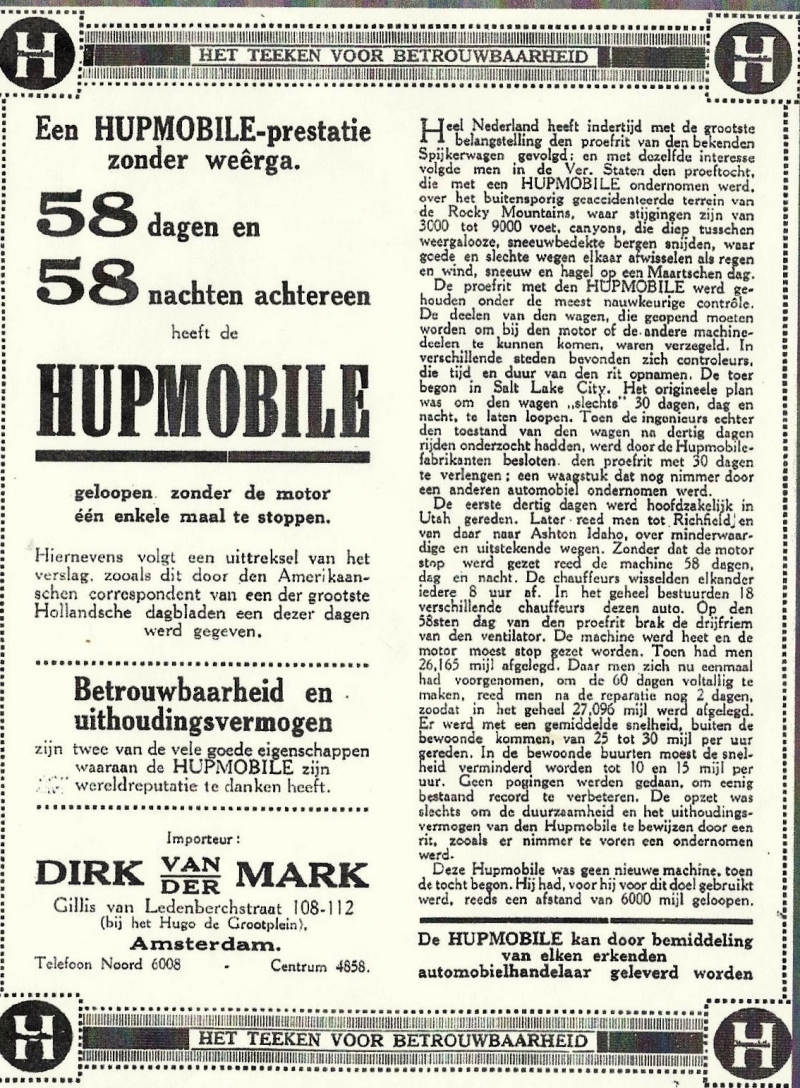 HET TEEKEN VOOR BETROUWBAARHEID
Een HUPMOBILE-prestatie
zonder weêrga.
58 dagen en
58 nachten achtereen
heeft de
HUPMOBILE
geloopen zonder de motor
één enkele maal te stoppen.
Hiernevens volgt een uittreksel van het
verslag, zooals dit door den Amerikaan-
schen correspondent van een der grootste
Hollandsche dagbladen een dezer dagen
werd gegeven.
Betrouwbaarheid en
uithoudingsvermogen
zijn twee van de vele goede eigenschappen
waaraan de HUPMOBILE zijn
wereldreputatie te danken heeft.
Importeur:
DIRK VAN DER MARK
Gillis van Ledenberchstraat 108-112
(bij het Hugo de Grootplein),
Amsterdam.
Telefoon Noord 6008 - Centrum 4858.
Heel Nederland heeft indertijd met de grootste
belangstelling den proefrit van den bekenden
Spijkerwagen gevolgd; en met dezelfde interesse
volgde men in de Ver. Staten den proeftocht,
die met een HUPMOBILE ondernomen werd,
over het buitensporig geaccidenteerde terrein van
de Rocky Mountains, waar stijgingen zijn van
3000 tot 9000 voet, canyons, die diep tusschen
weergalooze, sneeuwbedekte bergen snijden, waar
goede en slechte wegen elkaar afwisselen als regen
en wind, sneeuw en hagel op een Maartschen dag.
De proefrit met den HUPMOBILE werd ge-
houden onder de meest nauwkeurige contrôle.
De deelen van den wagen, die geopend moeten
worden om bij den motor of de andere machine-
deelen te kunnen komen, waren verzegeld. In
verschillende steden bevonden zich controleurs,
die tijd en duur van den rit opnamen. De toer
begon in Salt Lake City. Het origineele plan
was om den wagen „slechts" 30 dagen, dag en
nacht, te laten loopen. Toen de ingenieurs echter
den toestand van den wagen na dertig dagen
rijden onderzocht hadden, werd door de Hupmobile-
fabrikanten besloten den proefrit met 30 dagen
te verlengen; een waagstuk dat nog nimmer door
een anderen automobiel ondernomen werd.
De eerste dertig dagen werd hoofdzakelijk in
Utah gereden. Later reed men tot Richfield, en
van daar naar Ashton Idaho, over minderwaar-
dige en uitstekende wegen. Zonder dat de motor
stop werd gezet reed de machine 58 dagen,
dag en nacht. De chauffeurs wisselden elkander
iedere 8 uur af. In het geheel bestuurden 18
verschillende chauffeurs dezen auto. Op den
58sten dag van den proefrit brak de drijfriem
van den ventilator. De machine werd heet en de
motor moest stop gezet worden. Toen had men
26,165 mijl afgelegd. Daar men zich nu eenmaal
had voorgenomen, om de 60 dagen voltallig te
maken, reed men na de reparatie nog 2 dagen,
zoodat in het geheel 27,096 mijl werd afgelegd.
Er werd met een gemiddelde snelheid, buiten de
bewoonde kommen, van 25 tot 30 mijl per uur
gereden. In de bewoonde buurten moest de snel-
heid verminderd worden tot 10 en 15 mijl per
uur. Geen pogingen werden gedaan, om eenig
bestaand record te verbeteren. De opzet was
slechts om de duurzaamheid en het uithoudings-
vermogen van den Hupmobile te bewijzen door een
rit, zooals er nimmer te voren een ondernomen
werd.
Deze Hupmobile was geen nieuwe machine, toen
de tocht begon. Hij had, voor hij voor dit doel gebruikt
werd, reeds een afstand van 6000 mijl geloopen.
De HUPMOBILE kan door bemiddeling
van elken erkenden
automobielhandelaar geleverd worden
HET TEEKEN VOOR BETROUWBAARHEID